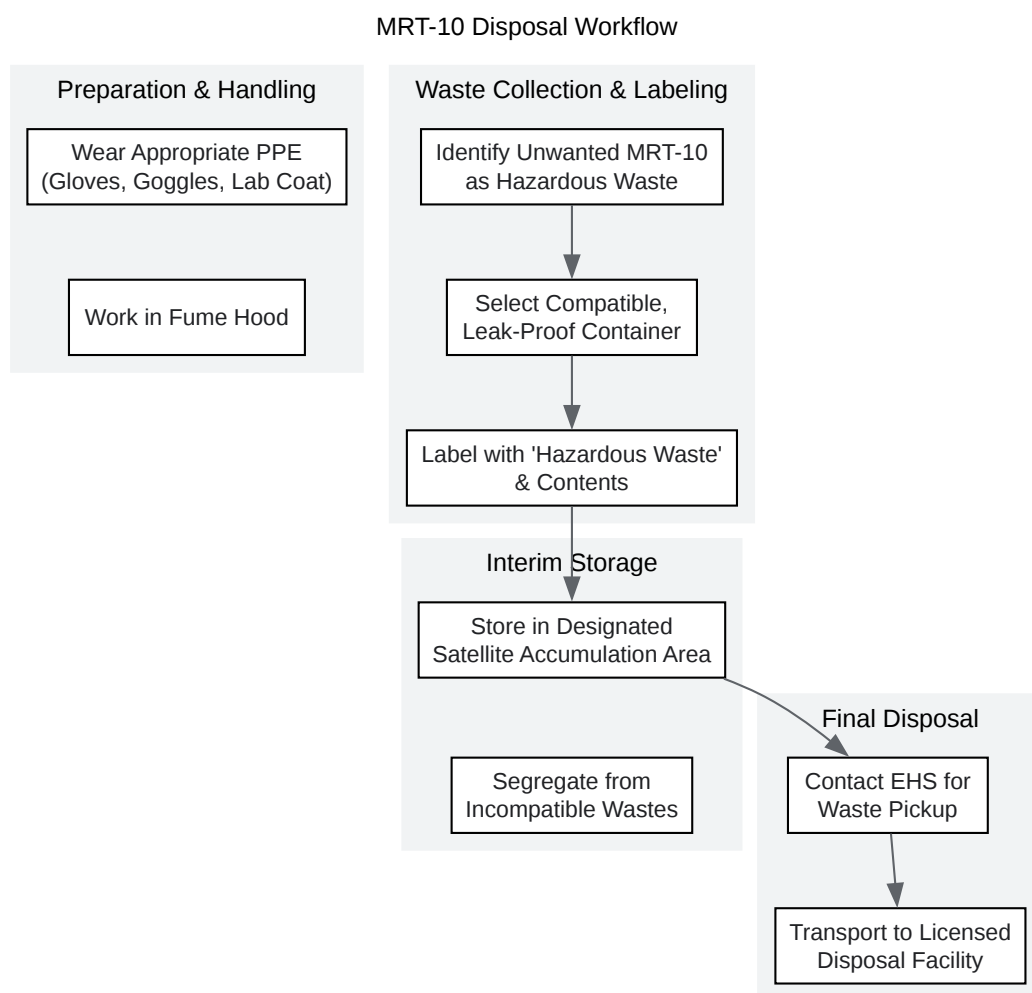 MRT-10 Disposal Workflow
Preparation & Handling
Wear Appropriate PPE
(Gloves, Goggles, Lab Coat)
Work in Fume Hood
Waste Collection & Labeling
Identify Unwanted MRT-10
as Hazardous Waste
Select Compatible,
Leak-Proof Container
Label with 'Hazardous Waste'
& Contents
Interim Storage
Store in Designated
Satellite Accumulation Area
Segregate from
Incompatible Wastes
Final Disposal
Contact EHS for
Waste Pickup
Transport to Licensed
Disposal Facility